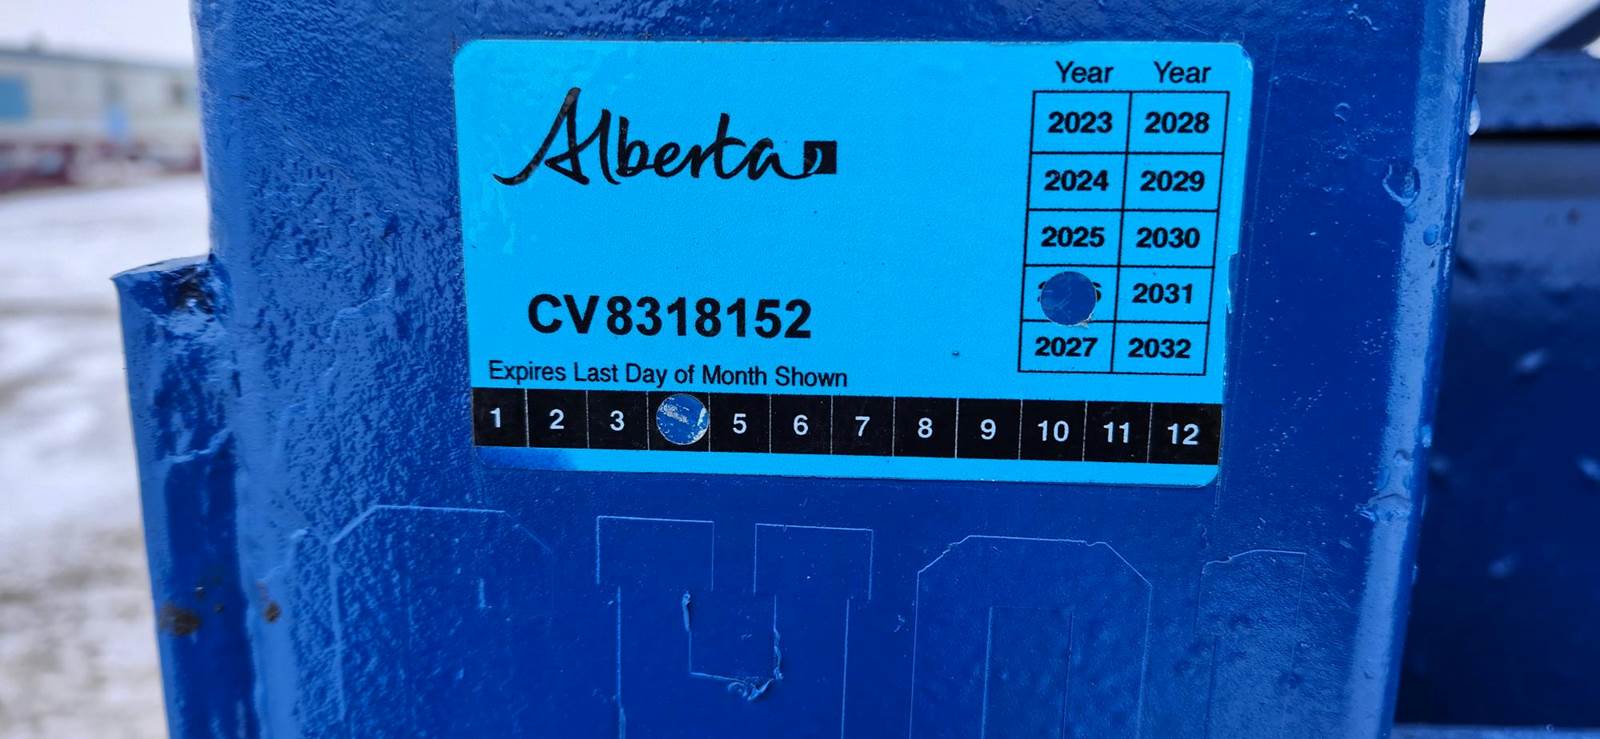 Alberta
Year Year
2023 2028
2024 2029
2025 2030
2031
2027 2032
CV8318152
Expires Last Day of Month Shown
1 2 3 5 6 7 8 9 10 11 12